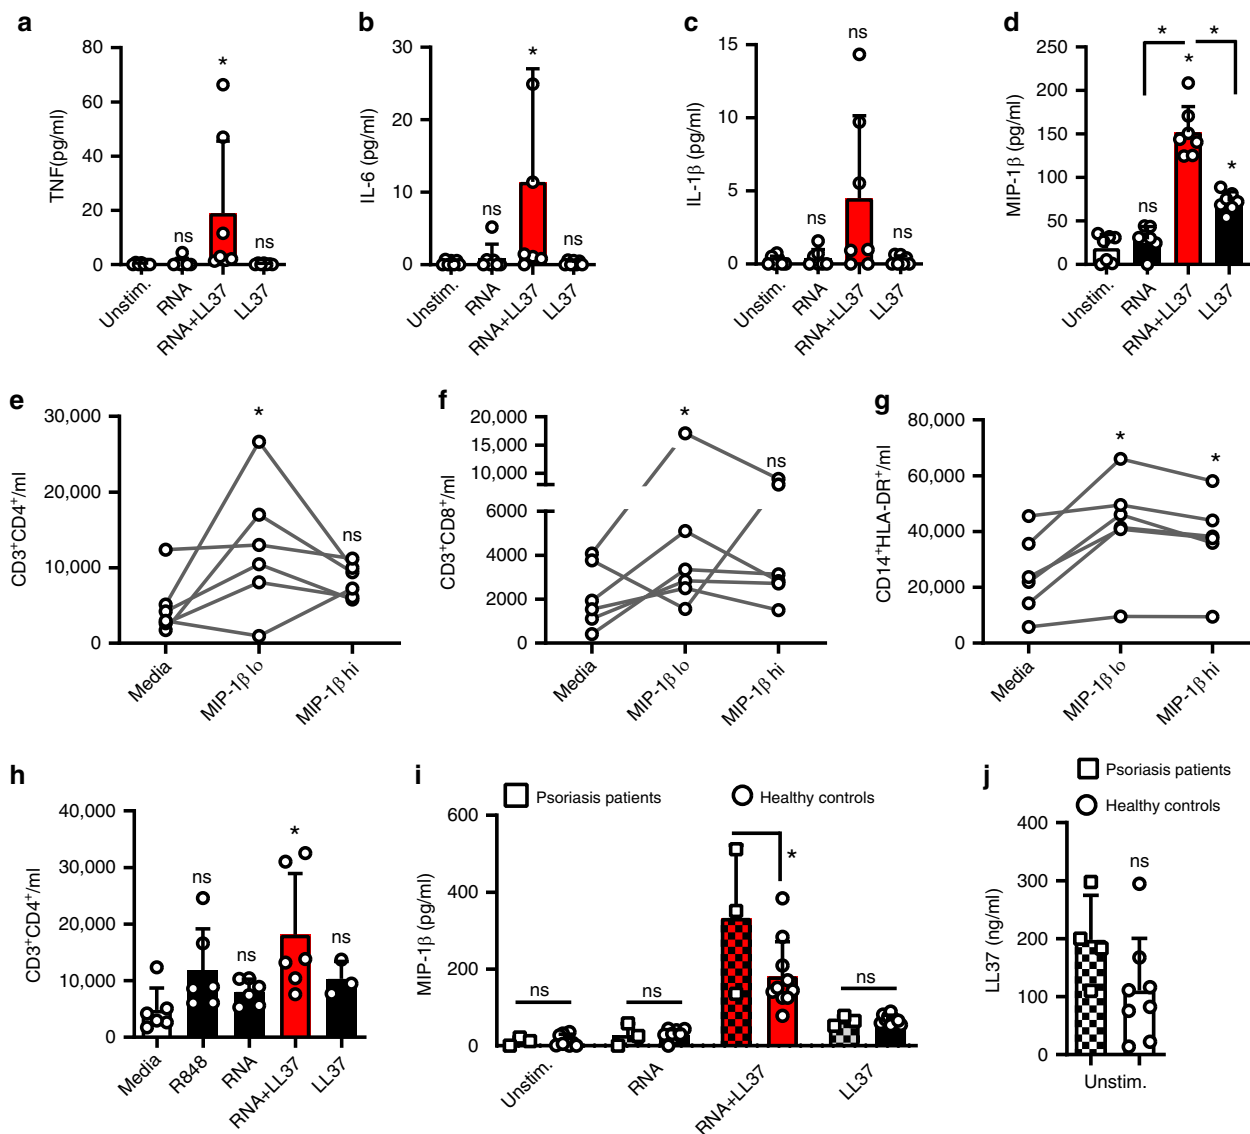 a
TNF(pg/ml)
80
60
40
20
0
*
ns
ns
Unstim.
RNA
RNA+LL37
LL37
b
IL-6 (pg/ml)
30
20
10
0
*
ns
ns
Unstim.
RNA
RNA+LL37
LL37
c
IL-1β (pg/ml)
15
10
5
0
ns
ns
ns
Unstim.
RNA
RNA+LL37
LL37
d
MIP-1β (pg/ml)
250
200
150
100
50
0
* *
*
*
ns
Unstim.
RNA
RNA+LL37
LL37
e
CD3⁺CD4⁺/ml
30,000
20,000
10,000
0
*
ns
Media
MIP-1β lo
MIP-1β hi
f
CD3⁺CD8⁺/ml
20,000
15,000
10,000
6000
4000
2000
0
*
ns
Media
MIP-1β lo
MIP-1β hi
g
CD14⁺HLA-DR⁺/ml
80,000
60,000
40,000
20,000
0
*
*
Media
MIP-1β lo
MIP-1β hi
h
CD3⁺CD4⁺/ml
40,000
30,000
20,000
10,000
0
ns
ns
*
ns
Media
R848
RNA
RNA+LL37
LL37
i
Psoriasis patients
Healthy controls
MIP-1β (pg/ml)
600
400
200
0
ns
ns
*
ns
Unstim.
RNA
RNA+LL37
LL37
j
Psoriasis patients
Healthy controls
LL37 (ng/ml)
400
300
200
100
0
ns
Unstim.